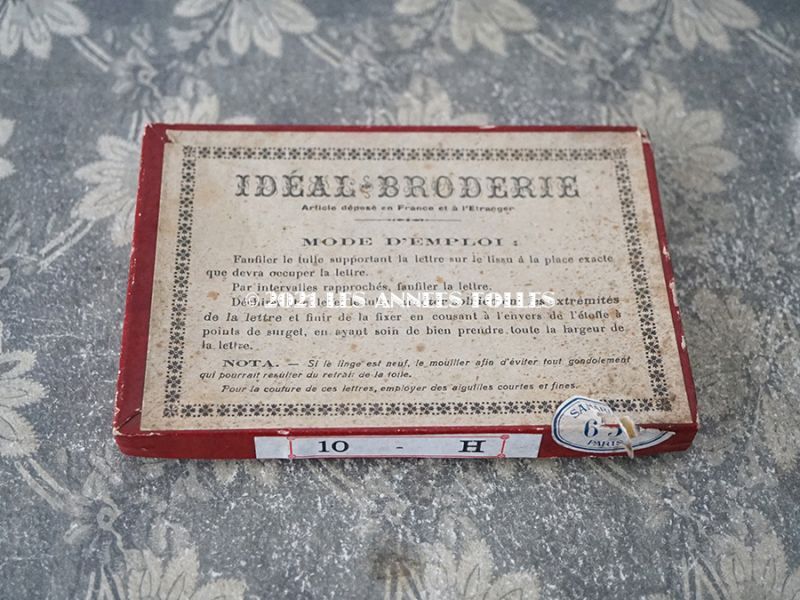 IDÉAL-BRODERIE
Article déposé en France et à l'Etranger
MODE D'EMPLOI :
Faufiler le tulle supportant la lettre sur le tissu à la place exacte
que devra occuper la lettre.
Par intervalles rapprochés, faufiler la lettre.
© 2021 LES ANNEES FOLLES
extrémités
de la lettre et finir de la fixer en cousant à l'envers de l'étoffe à
points de surget, en ayant soin de bien prendre toute la largeur de
la lettre.
NOTA. — Si le linge est neuf, le mouiller afin d'éviter tout gondolement
qui pourrait résulter du retrait de la toile.
Pour la couture de ces lettres, employer des aiguilles courtes et fines.
PARIS
10 - H